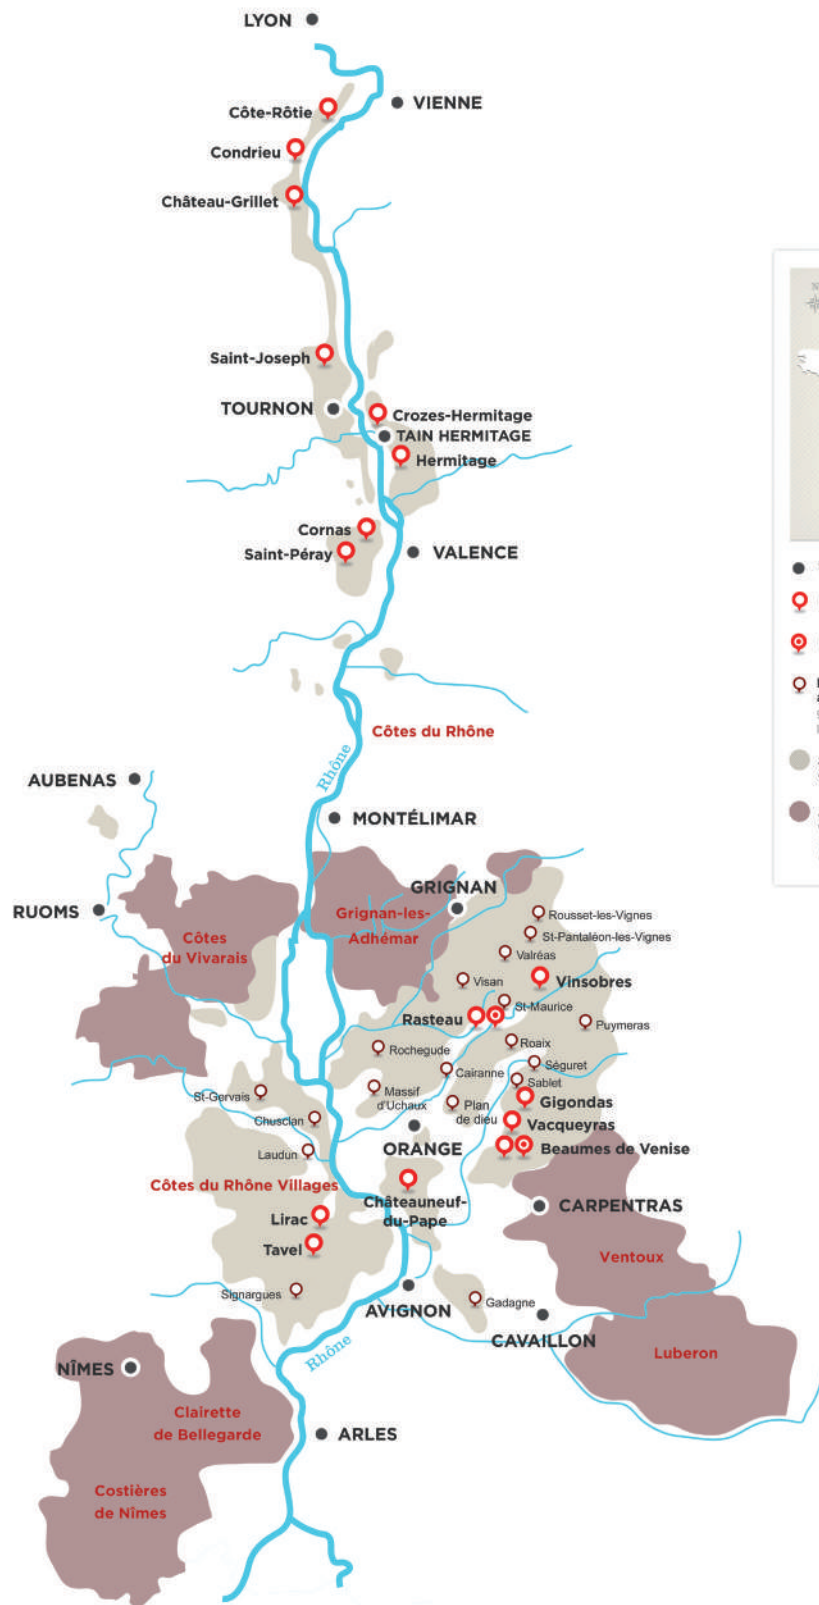 LYON
VIENNE
Côte-Rôtie
Condrieu
Château-Grillet
Saint-Joseph
TOURNON
Crozes-Hermitage
TAIN HERMITAGE
Hermitage
Cornas
Saint-Péray
VALENCE
Côtes du Rhône
Rhône
AUBENAS
MONTÉLIMAR
GRIGNAN
RUOMS
Grignan-les-
Adhémar
Côtes
du Vivarais
Rousset-les-Vignes
St-Pantaléon-les-Vignes
Valréas
Visan
Vinsobres
St-Maurice
Rasteau
Puymeras
Roaix
Rochegude
Séguret
Cairanne
Sablet
St-Gervais
Massif
d'Uchaux
Plan
de dieu
Gigondas
Chusclan
Vacqueyras
ORANGE
Laudun
Beaumes de Venise
Côtes du Rhône Villages
Châteauneuf-
du-Pape
CARPENTRAS
Lirac
Tavel
Ventoux
Signargues
AVIGNON
Gadagne
CAVAILLON
Rhône
Luberon
NÎMES
Clairette
de Bellegarde
ARLES
Costières
de Nîmes